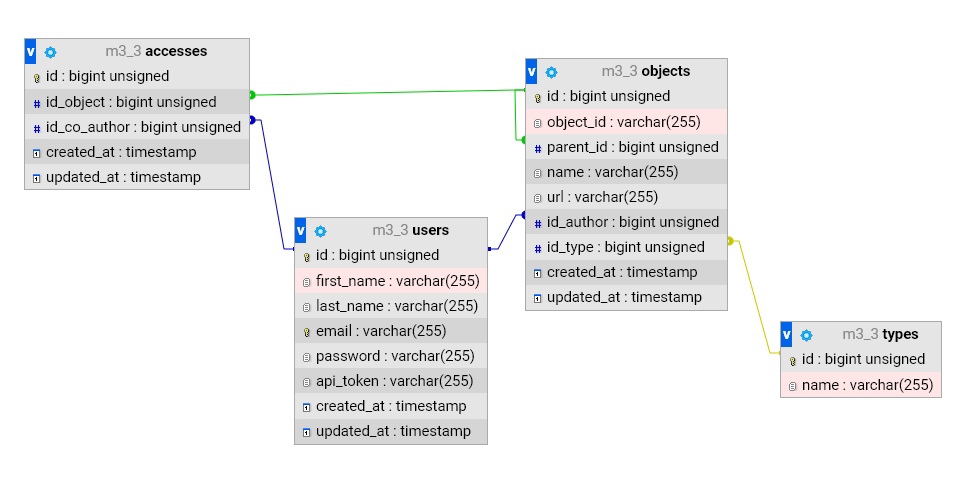 v m3_3 accesses
id : bigint unsigned
# id_object : bigint unsigned
# id_co_author : bigint unsigned
created_at : timestamp
updated_at : timestamp
v m3_3 objects
id : bigint unsigned
object_id : varchar(255)
# parent_id : bigint unsigned
name : varchar(255)
url : varchar(255)
# id_author : bigint unsigned
# id_type : bigint unsigned
created_at : timestamp
updated_at : timestamp
v m3_3 users
id : bigint unsigned
first_name : varchar(255)
last_name : varchar(255)
email : varchar(255)
password : varchar(255)
api_token : varchar(255)
created_at : timestamp
updated_at : timestamp
v m3_3 types
id : bigint unsigned
name : varchar(255)